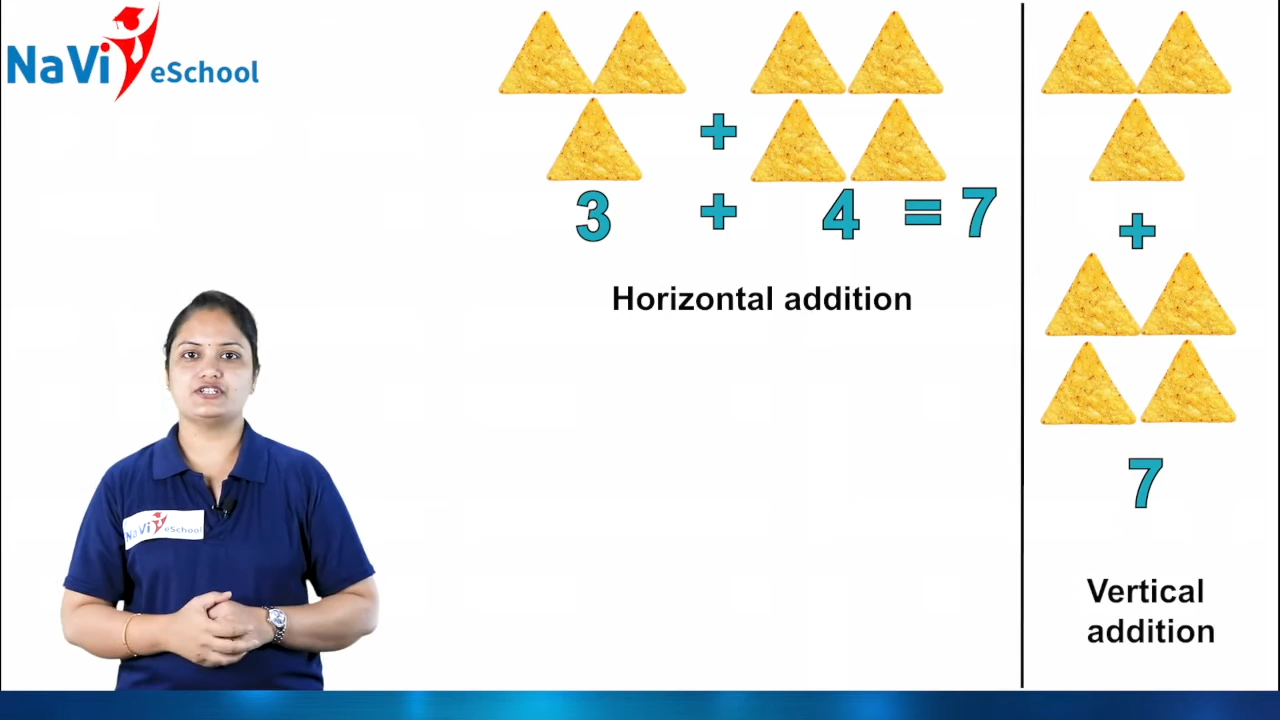 NaVi eSchool
+
3 + 4 = 7
Horizontal addition
NaVi eSchool
+
7
Vertical
addition